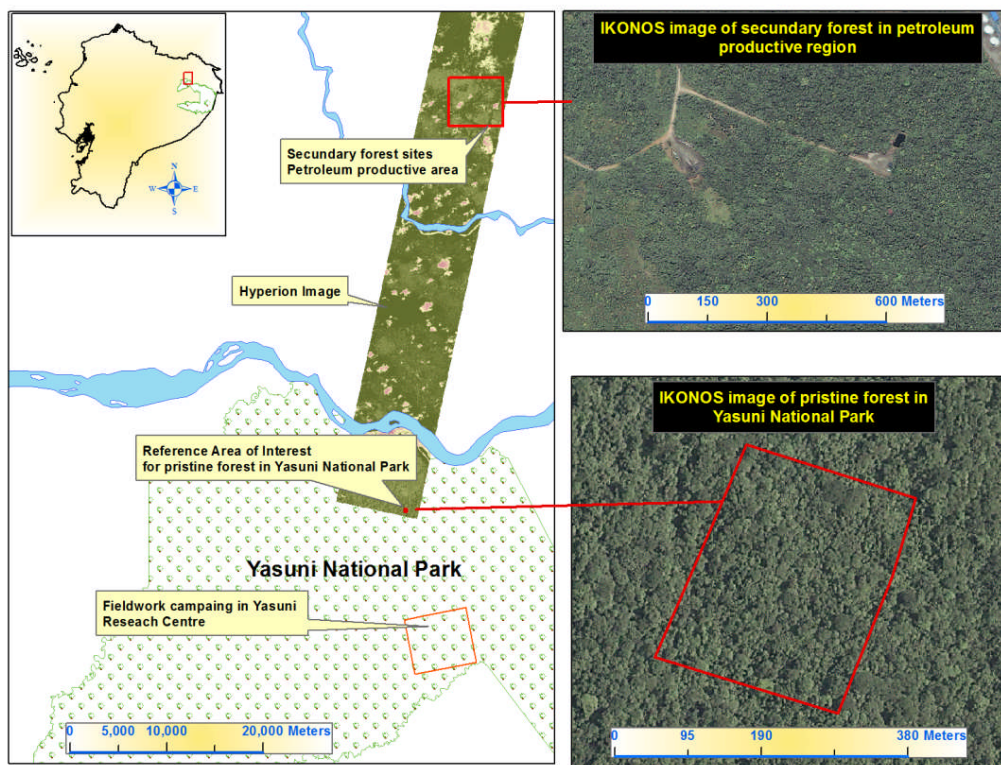 N
W E
S
Secundary forest sites
Petroleum productive area
Hyperion Image
Reference Area of Interest
for pristine forest in Yasuni National Park
Yasuni National Park
Fieldwork campaing in Yasuni
Reseach Centre
0 5,000 10,000 20,000 Meters
IKONOS image of secundary forest in petroleum
productive region
0 150 300 600 Meters
IKONOS image of pristine forest in
Yasuni National Park
0 95 190 380 Meters